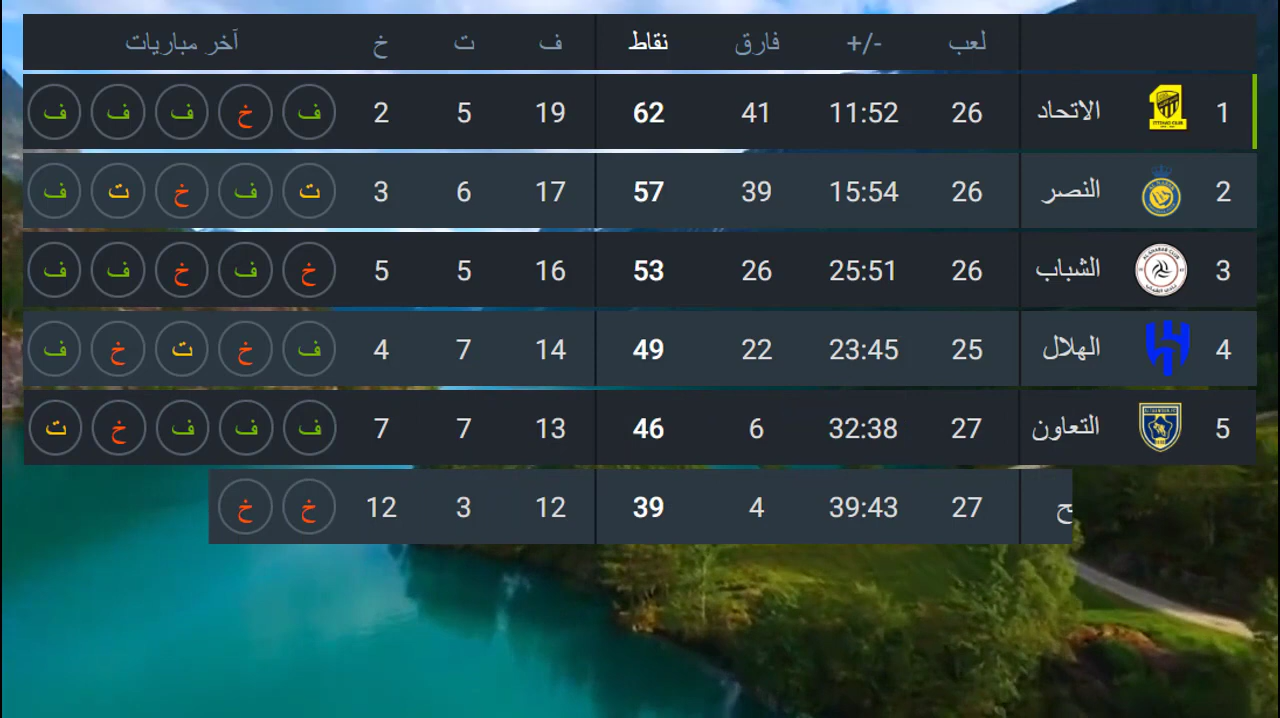 لعب +/- فارق نقاط ف ت خ آخر مباريات
1 الاتحاد 26 11:52 41 62 19 5 2 ف خ ف ف ف
2 النصر 26 15:54 39 57 17 6 3 ت ف خ ت ف
3 الشباب 26 25:51 26 53 16 5 5 خ ف خ ف ف
4 الهلال 25 23:45 22 49 14 7 4 ف خ ت خ ف
5 التعاون 27 32:38 6 46 13 7 7 ف ف ف خ ت
ح 27 39:43 4 39 12 3 12 خ خ